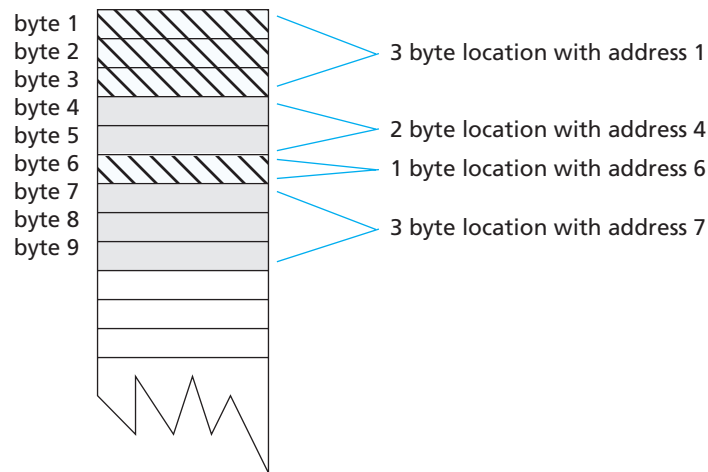 byte 1
byte 2
byte 3
byte 4
byte 5
byte 6
byte 7
byte 8
byte 9
3 byte location with address 1
2 byte location with address 4
1 byte location with address 6
3 byte location with address 7